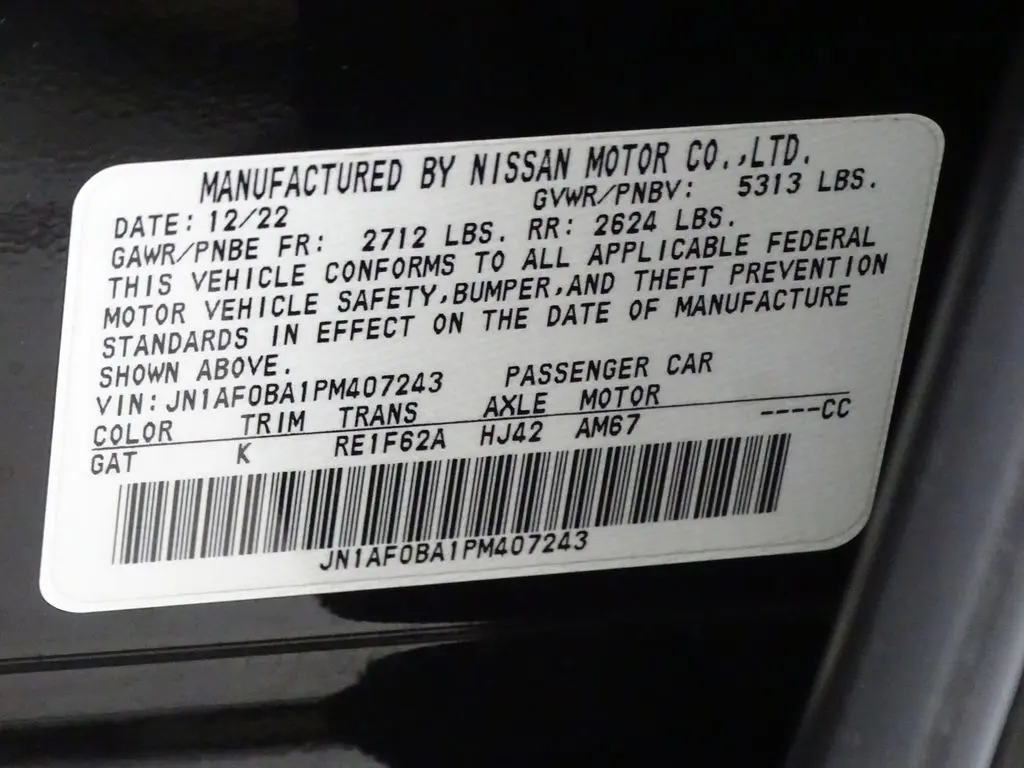 MANUFACTURED BY NISSAN MOTOR CO.,LTD.
DATE: 12/22 GVWR/PNBV: 5313 LBS.
GAWR/PNBE FR: 2712 LBS. RR: 2624 LBS.
THIS VEHICLE CONFORMS TO ALL APPLICABLE FEDERAL
MOTOR VEHICLE SAFETY,BUMPER,AND THEFT PREVENTION
STANDARDS IN EFFECT ON THE DATE OF MANUFACTURE
SHOWN ABOVE.
VIN: JN1AF0BA1PM407243 PASSENGER CAR
COLOR TRIM TRANS AXLE MOTOR
GAT K RE1F62A HJ42 AM67 ----CC
JN1AF0BA1PM407243